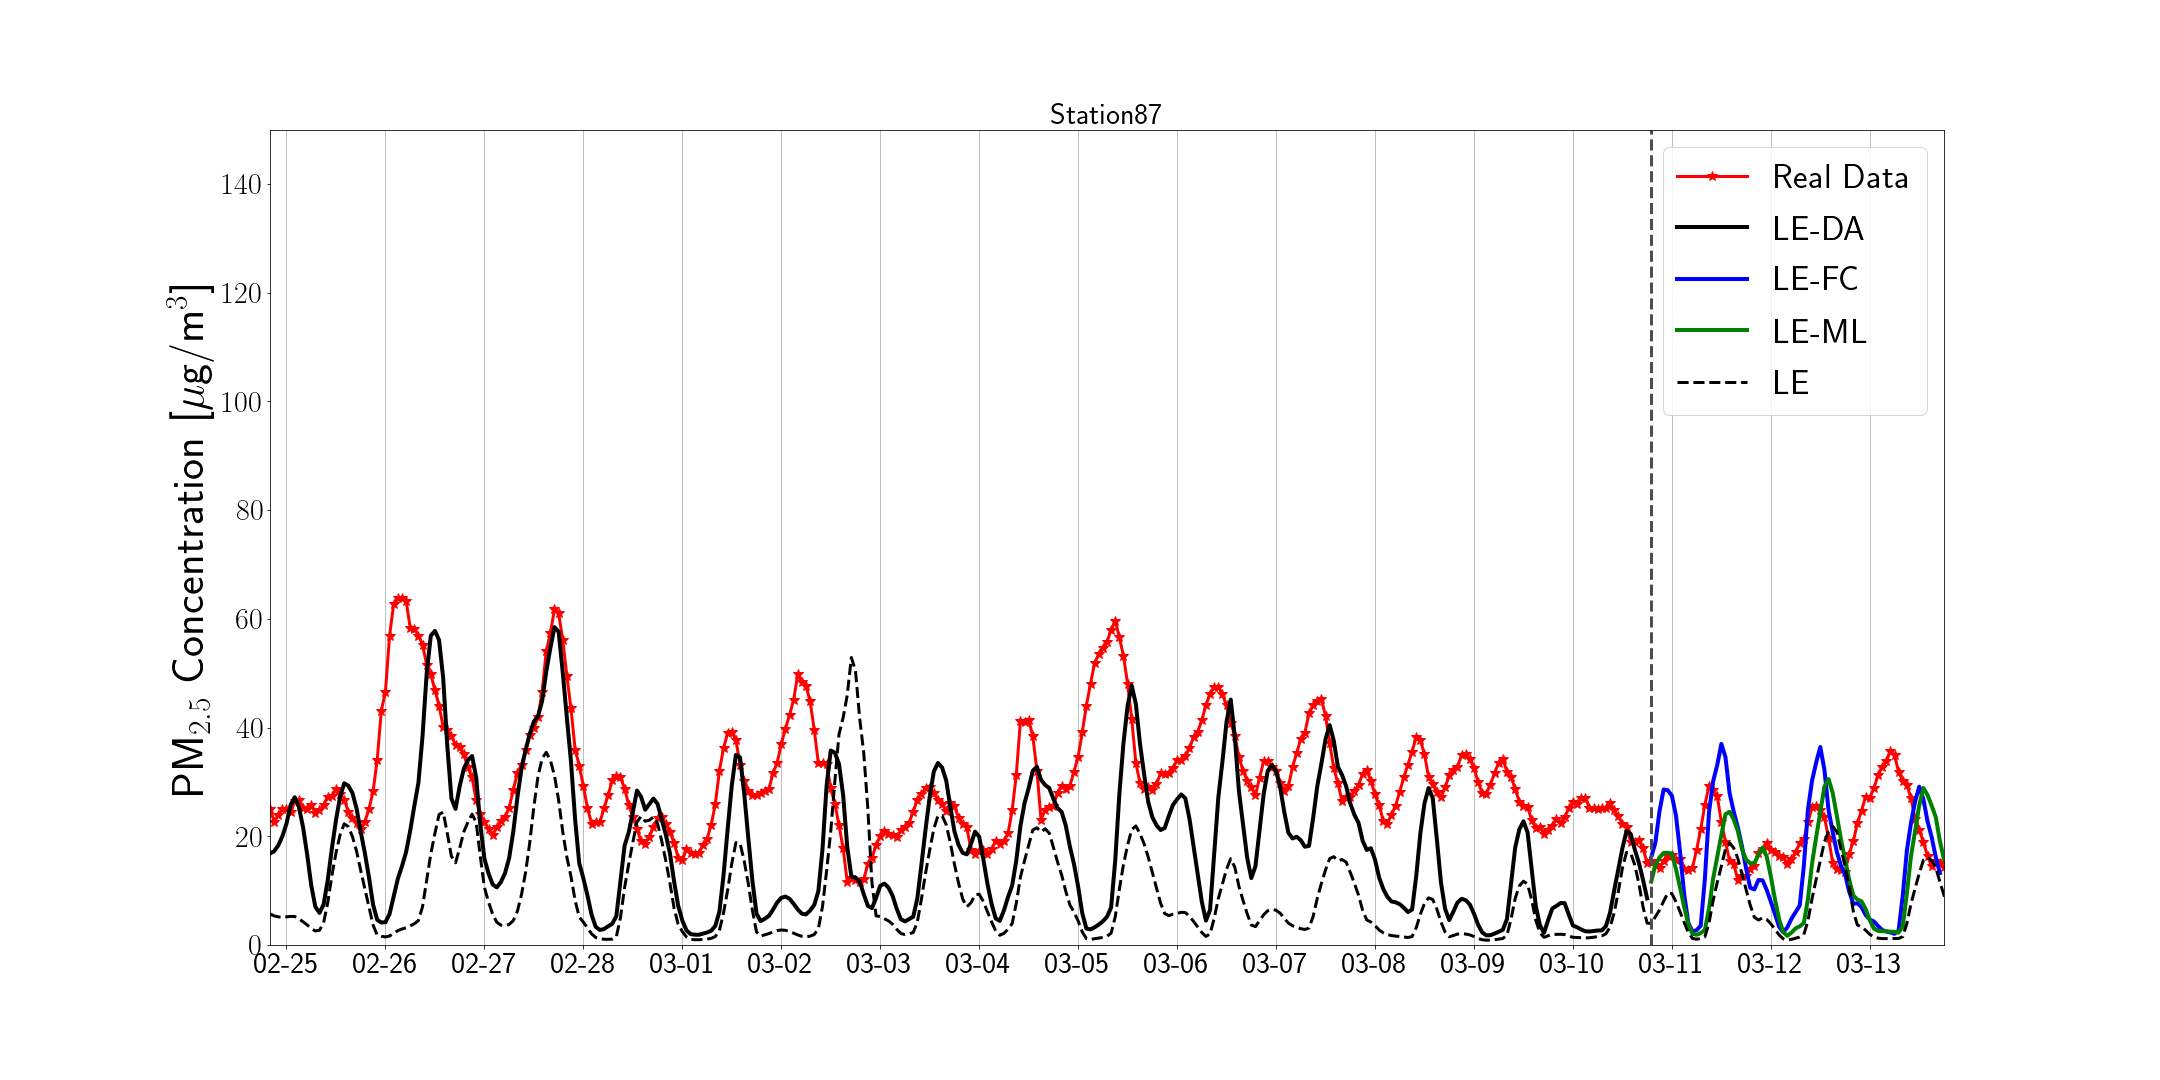 Station87
PM2.5 Concentration [μg/m³]
140
120
100
80
60
40
20
0
Real Data
LE-DA
LE-FC
LE-ML
LE
02-25 02-26 02-27 02-28 03-01 03-02 03-03 03-04 03-05 03-06 03-07 03-08 03-09 03-10 03-11 03-12 03-13